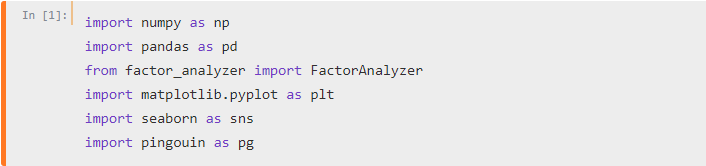 In [1]:
import numpy as np
import pandas as pd
from factor_analyzer import FactorAnalyzer
import matplotlib.pyplot as plt
import seaborn as sns
import pingouin as pg